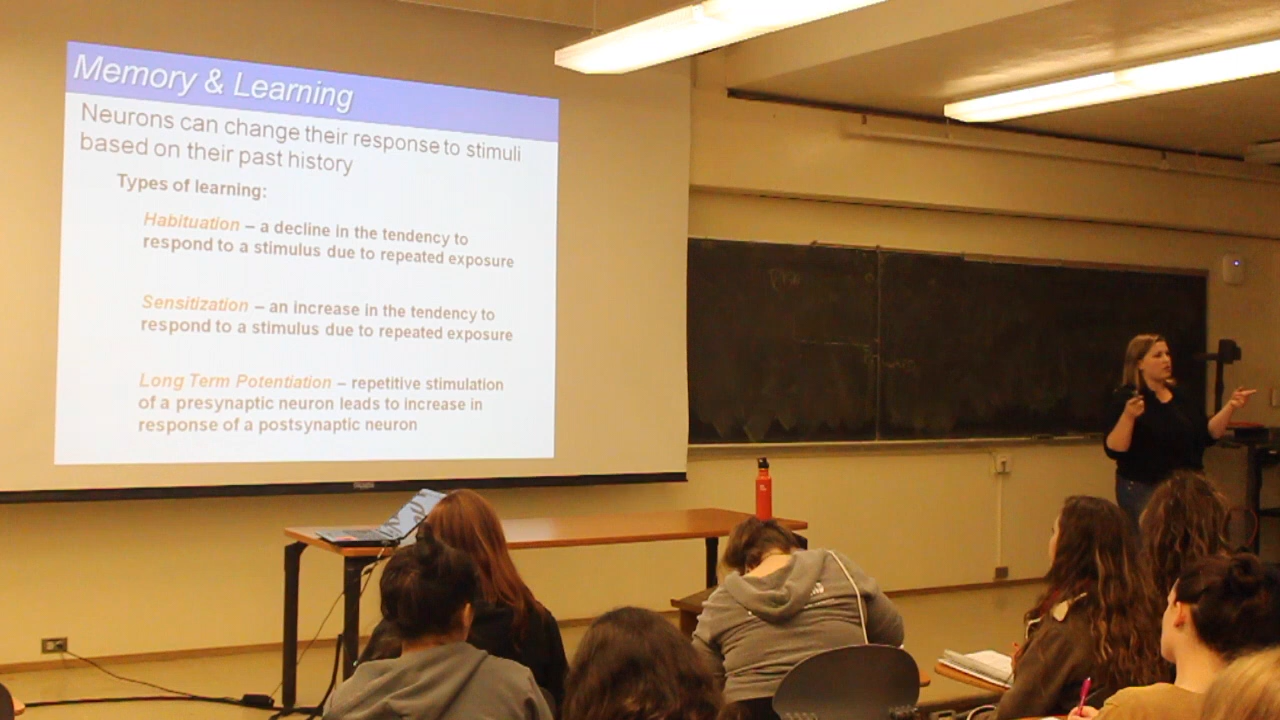 Memory & Learning
Neurons can change their response to stimuli
based on their past history
Types of learning:
Habituation – a decline in the tendency to
respond to a stimulus due to repeated exposure
Sensitization – an increase in the tendency to
respond to a stimulus due to repeated exposure
Long Term Potentiation – repetitive stimulation
of a presynaptic neuron leads to increase in
response of a postsynaptic neuron